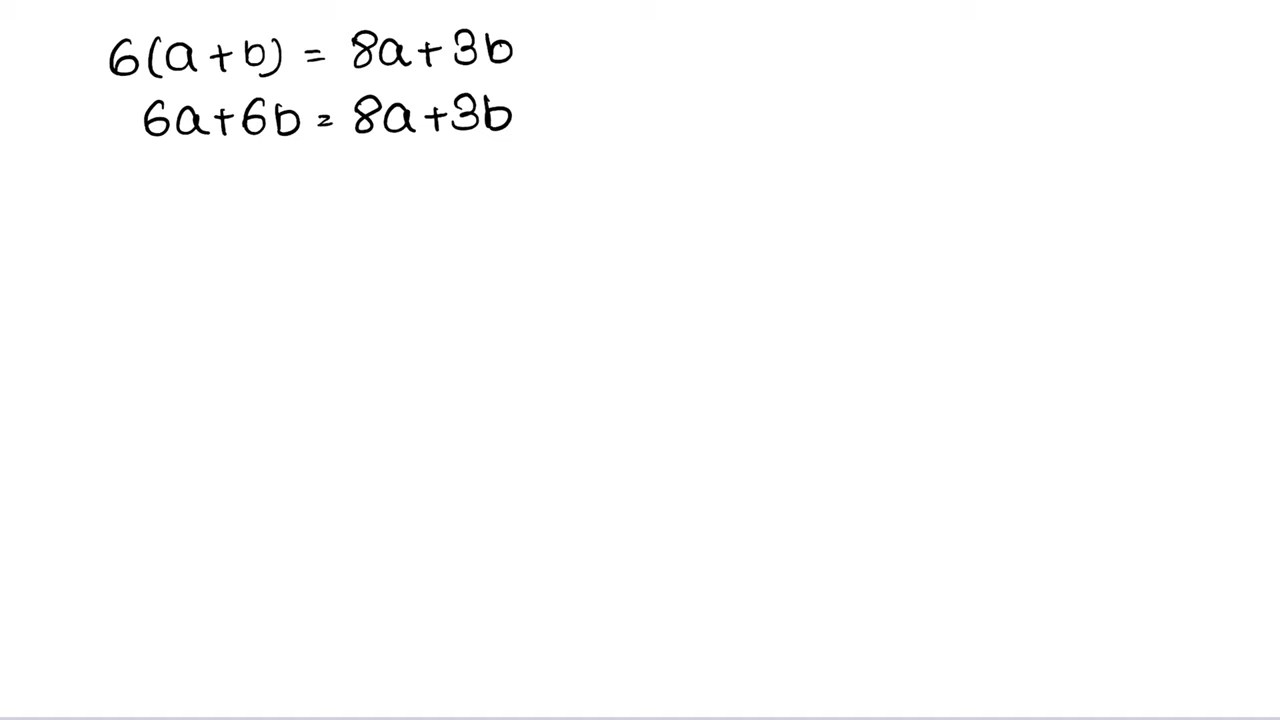 6(a+b) = 8a+3b
6a+6b = 8a+3b